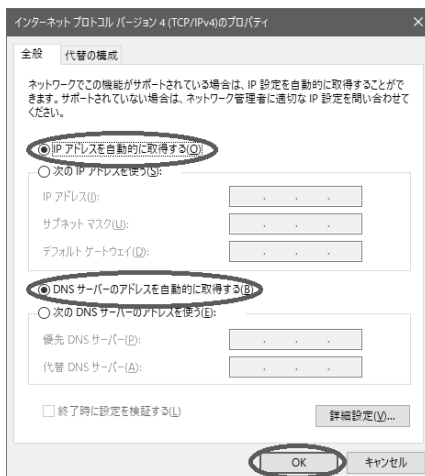 インターネット プロトコル バージョン 4 (TCP/IPv4)のプロパティ
全般 代替の構成
ネットワークでこの機能がサポートされている場合は、IP 設定を自動的に取得することがで
きます。サポートされていない場合は、ネットワーク管理者に適切な IP 設定を問い合わせて
ください。
IP アドレスを自動的に取得する(O)
次の IP アドレスを使う(S):
IP アドレス(I):
サブネット マスク(U):
デフォルト ゲートウェイ(D):
DNS サーバーのアドレスを自動的に取得する(B)
次の DNS サーバーのアドレスを使う(E):
優先 DNS サーバー(P):
代替 DNS サーバー(A):
終了時に設定を検証する(L)
詳細設定(V)...
OK キャンセル